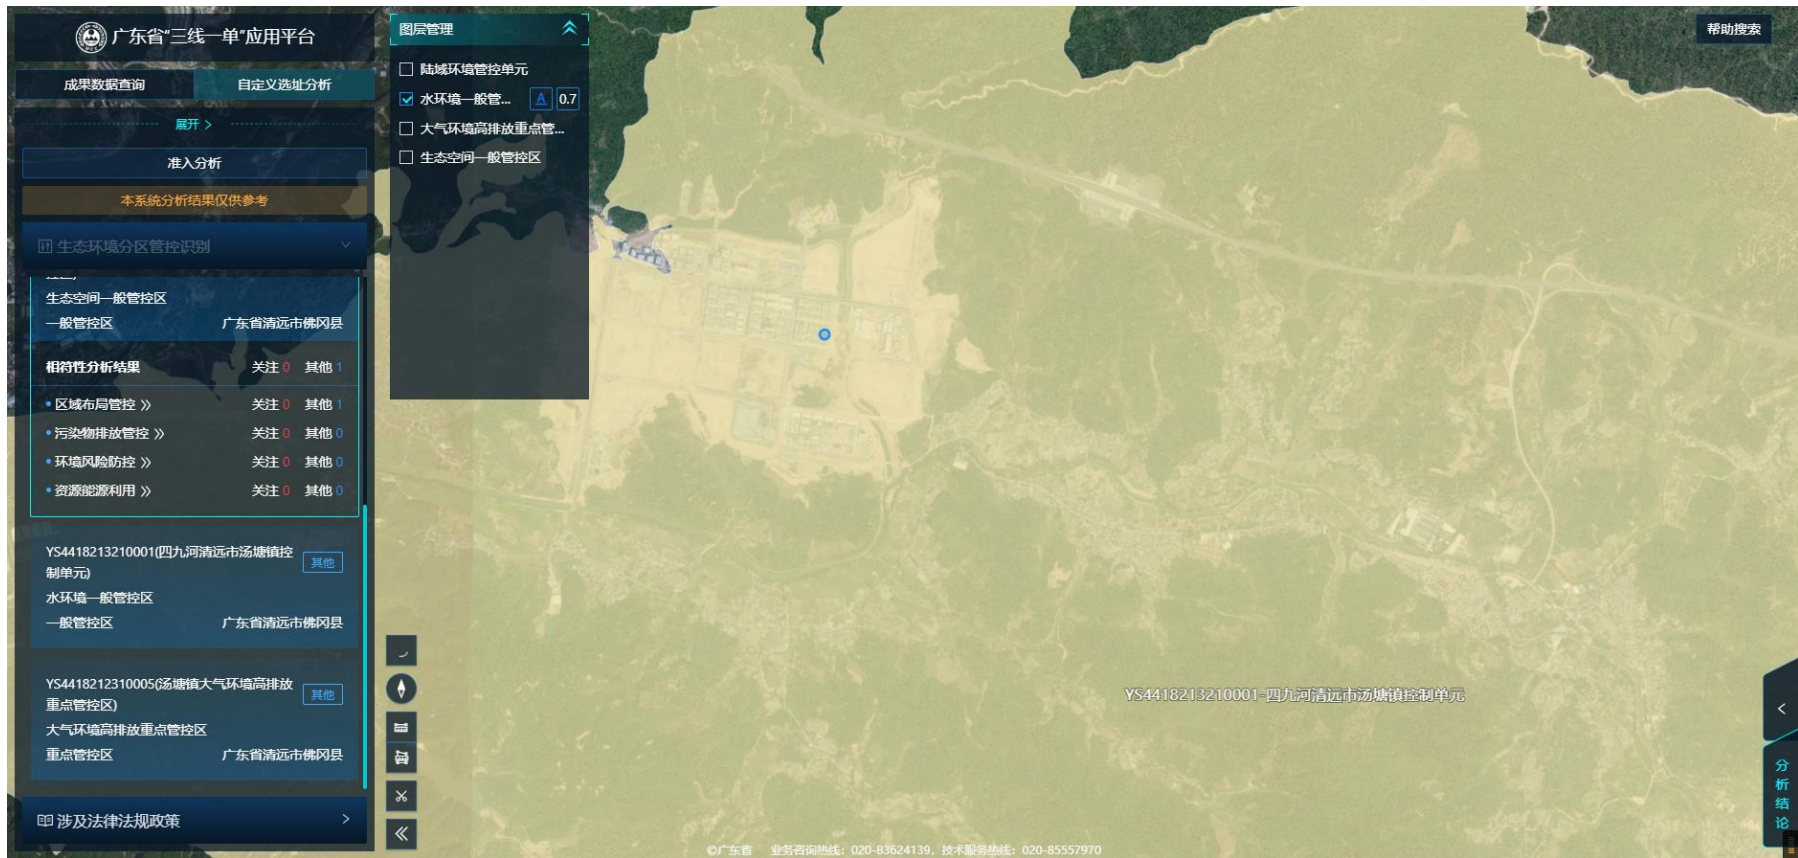 广东省"三线一单"应用平台
成果数据查询
自定义选址分析
展开 >
准入分析
本系统分析结果仅供参考
生态环境分区管控识别
生态空间一般管控区
一般管控区 广东省清远市佛冈县
相符性分析结果 关注 0 其他 1
区域布局管控 关注 0 其他 1
污染物排放管控 关注 0 其他 0
环境风险防控 关注 0 其他 0
资源能源利用 关注 0 其他 0
YS4418213210001(四九河清远市汤塘镇控
制单元)
其他
水环境一般管控区
一般管控区 广东省清远市佛冈县
YS4418212310005(汤塘镇大气环境高排放
重点管控区)
其他
大气环境高排放重点管控区
重点管控区 广东省清远市佛冈县
涉及法律法规政策
图层管理
陆域环境管控单元
水环境一般管... A 0.7
大气环境高排放重点管...
生态空间一般管控区
帮助搜索
YS4418213210001-四九河清远市汤塘镇控制单元
分析结论
©广东省 业务咨询热线：020-83624139，技术服务热线：020-85557970